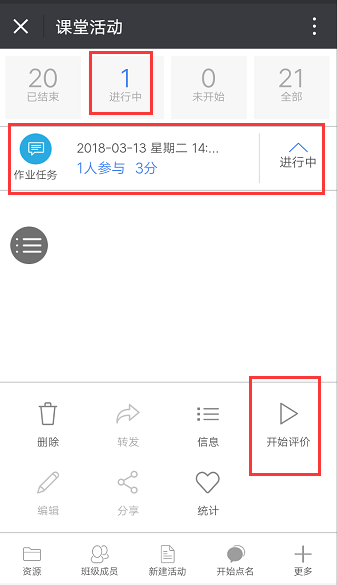 课堂活动
20 1 0 21
已结束 进行中 未开始 全部
2018-03-13 星期二 14:...
作业任务 1人参与 3分 进行中
删除 转发 信息 开始评价
编辑 分享 统计
资源 班级成员 新建活动 开始点名 更多